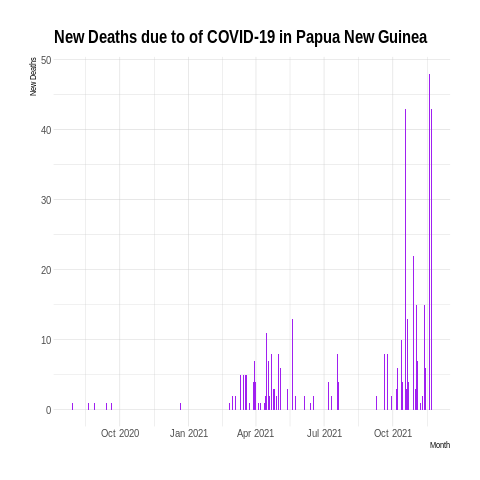 New Deaths due to of COVID-19 in Papua New Guinea
New Deaths
50
40
30
20
10
0
Oct 2020 Jan 2021 Apr 2021 Jul 2021 Oct 2021
Month